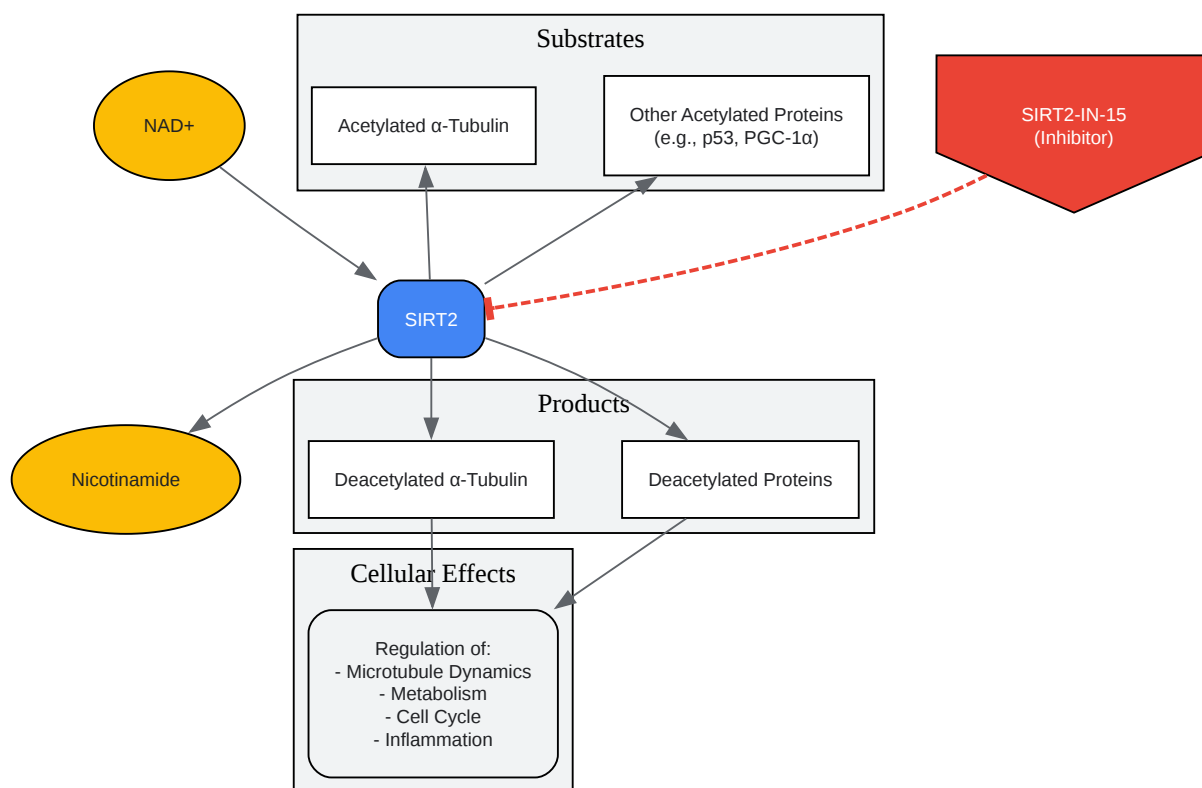 Substrates
NAD+
Acetylated α-Tubulin
Other Acetylated Proteins
(e.g., p53, PGC-1α)
SIRT2-IN-15
(Inhibitor)
SIRT2
Products
Nicotinamide
Deacetylated α-Tubulin
Deacetylated Proteins
Cellular Effects
Regulation of:
- Microtubule Dynamics
- Metabolism
- Cell Cycle
- Inflammation